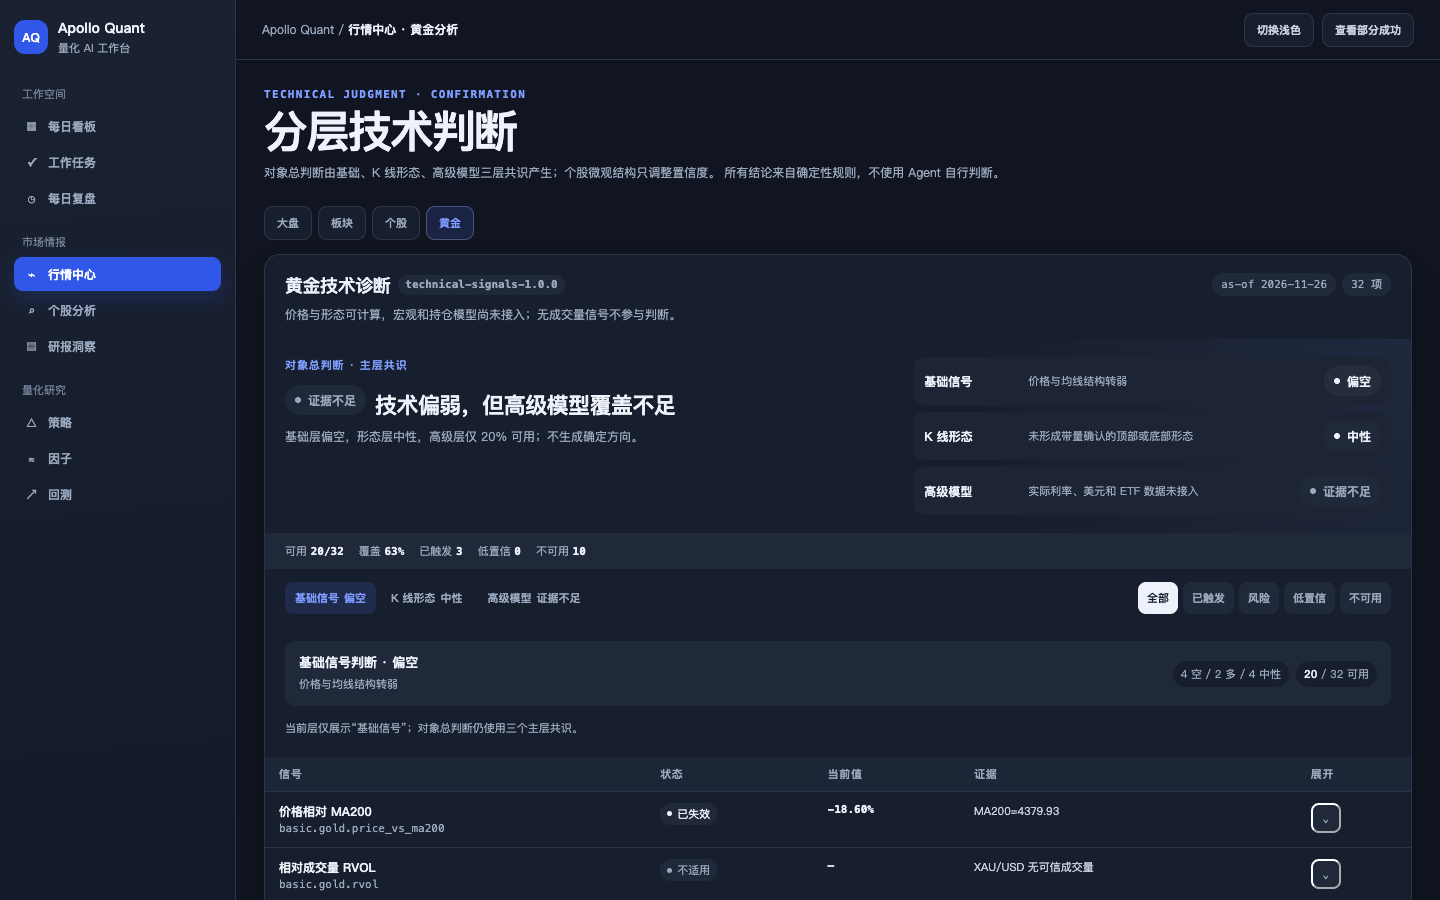 AQ
Apollo Quant
量化 AI 工作台
工作空间
每日看板
工作任务
每日复盘
市场情报
行情中心
个股分析
研报洞察
量化研究
策略
因子
回测
Apollo Quant / 行情中心 · 黄金分析
切换浅色
查看部分成功
TECHNICAL JUDGMENT · CONFIRMATION
分层技术判断
对象总判断由基础、K 线形态、高级模型三层共识产生；个股微观结构只调整置信度。 所有结论来自确定性规则，不使用 Agent 自行判断。
大盘
板块
个股
黄金
黄金技术诊断 technical-signals-1.0.0
as-of 2026-11-26
32 项
价格与形态可计算，宏观和持仓模型尚未接入；无成交量信号不参与判断。
对象总判断 · 主层共识
证据不足 技术偏弱，但高级模型覆盖不足
基础层偏空，形态层中性，高级层仅 20% 可用；不生成确定方向。
基础信号 价格与均线结构转弱 偏空
K 线形态 未形成带量确认的顶部或底部形态 中性
高级模型 实际利率、美元和 ETF 数据未接入 证据不足
可用 20/32 覆盖 63% 已触发 3 低置信 0 不可用 10
基础信号 偏空 K 线形态 中性 高级模型 证据不足
全部 已触发 风险 低置信 不可用
基础信号判断 · 偏空
价格与均线结构转弱
4 空 / 2 多 / 4 中性 20 / 32 可用
当前层仅展示“基础信号”；对象总判断仍使用三个主层共识。
信号 状态 当前值 证据 展开
价格相对 MA200 已失效 -18.60% MA200=4379.93
basic.gold.price_vs_ma200
相对成交量 RVOL 不适用 — XAU/USD 无可信成交量
basic.gold.rvol